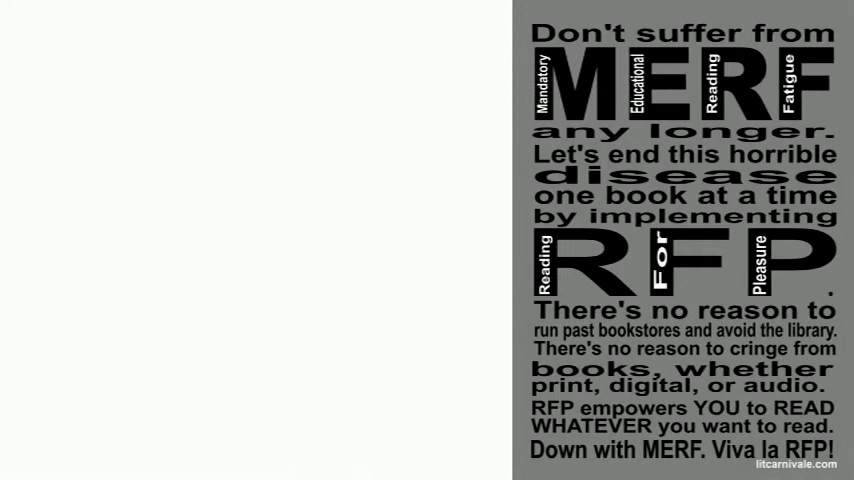 Don't suffer from
MERF
Mandatory Educational Reading Fatigue
any longer.
Let's end this horrible
disease
one book at a time
by implementing
RFP.
Reading For Pleasure
There's no reason to
run past bookstores and avoid the library.
There's no reason to cringe from
books, whether
print, digital, or audio.
RFP empowers YOU to READ
WHATEVER you want to read.
Down with MERF. Viva la RFP!
litcarnivale.com